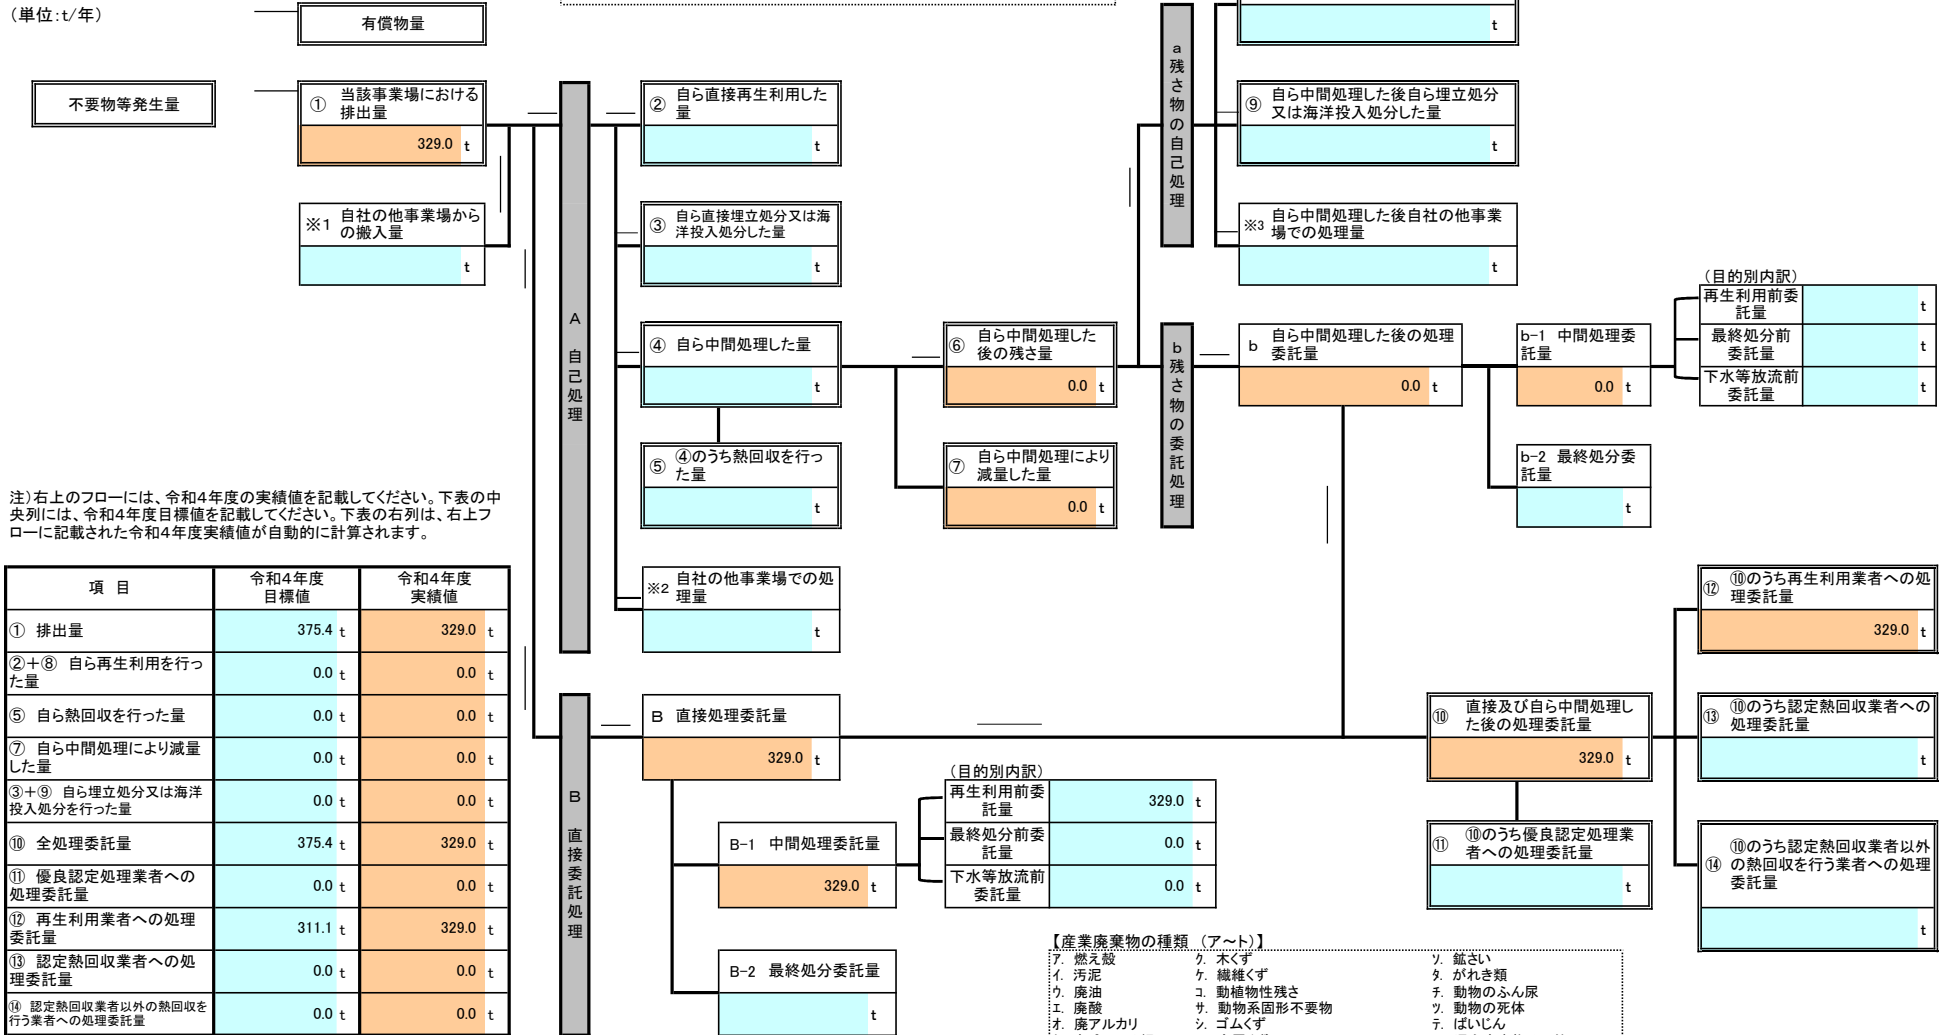 (単位:t/年)
有償物量
t
不要物等発生量
① 当該事業場における
排出量
329.0 t
※1 自社の他事業場から
の搬入量
t
A 自己処理
② 自ら直接再生利用した
量
t
③ 自ら直接埋立処分又は海
洋投入処分した量
t
④ 自ら中間処理した量
t
⑤ ④のうち熱回収を行っ
た量
t
※2 自社の他事業場での処
理量
t
⑥ 自ら中間処理した
後の残さ量
0.0 t
⑦ 自ら中間処理により
減量した量
0.0 t
a 残さ物の自己処理
⑨ 自ら中間処理した後自ら埋立処分
又は海洋投入処分した量
t
※3 自ら中間処理した後自社の他事業
場での処理量
t
b 残さ物の委託処理
b 自ら中間処理した後の処理
委託量
0.0 t
b-1 中間処理委
託量
0.0 t
b-2 最終処分委
託量
t
(目的別内訳)
再生利用前委
託量
t
最終処分前
委託量
t
下水等放流前
委託量
t
注)右上のフローには、令和4年度の実績値を記載してください。下表の中
央列には、令和4年度目標値を記載してください。下表の右列は、右上フ
ローに記載された令和4年度実績値が自動的に計算されます。
項 目
令和4年度
目標値
令和4年度
実績値
① 排出量 375.4 t 329.0 t
②+⑧ 自ら再生利用を行っ
た量 0.0 t 0.0 t
⑤ 自ら熱回収を行った量 0.0 t 0.0 t
⑦ 自ら中間処理により減量
した量 0.0 t 0.0 t
③+⑨ 自ら埋立処分又は海洋
投入処分を行った量 0.0 t 0.0 t
⑩ 全処理委託量 375.4 t 329.0 t
⑪ 優良認定処理業者への
処理委託量 0.0 t 0.0 t
⑫ 再生利用業者への処理
委託量 311.1 t 329.0 t
⑬ 認定熱回収業者への処
理委託量 0.0 t 0.0 t
⑭ 認定熱回収業者以外の熱回収を
行う業者への処理委託量 0.0 t 0.0 t
B 直接委託処理
B 直接処理委託量
329.0 t
B-1 中間処理委託量
329.0 t
B-2 最終処分委託量
t
(目的別内訳)
再生利用前委
託量
329.0 t
最終処分前委
託量
0.0 t
下水等放流前
委託量
0.0 t
⑩ 直接及び自ら中間処理し
た後の処理委託量
329.0 t
⑪ ⑩のうち優良認定処理業
者への処理委託量
t
⑫ ⑩のうち再生利用業者への処
理委託量
329.0 t
⑬ ⑩のうち認定熱回収業者への
処理委託量
t
⑭ ⑩のうち認定熱回収業者以外
の熱回収を行う業者への処理
委託量
t
【産業廃棄物の種類 (ア~ト)】
ア. 燃え殻 ク. 木くず ソ. 鉱さい
イ. 汚泥 ケ. 繊維くず タ. がれき類
ウ. 廃油 コ. 動植物性残さ チ. 動物のふん尿
エ. 廃酸 サ. 動物系固形不要物 ツ. 動物の死体
オ. 廃アルカリ シ. ゴムくず テ. ばいじん